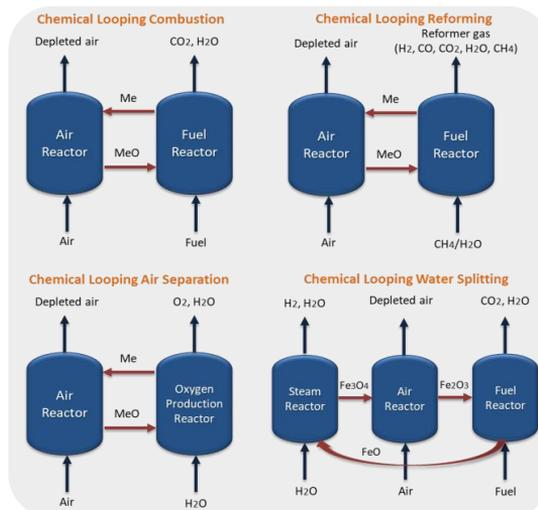 Chemical Looping Combustion
Depleted air
CO2, H2O
Me
Air
Reactor
Fuel
Reactor
MeO
Air
Fuel
Chemical Looping Reforming
Depleted air
Reformer gas
(H2, CO, CO2, H2O, CH4)
Me
Air
Reactor
Fuel
Reactor
MeO
Air
CH4/H2O
Chemical Looping Air Separation
Depleted air
O2, H2O
Me
Air
Reactor
Oxygen
Production
Reactor
MeO
Air
H2O
Chemical Looping Water Splitting
H2, H2O
Depleted air
CO2, H2O
Steam
Reactor
Fe3O4
Air
Reactor
Fe2O3
Fuel
Reactor
FeO
H2O
Air
Fuel